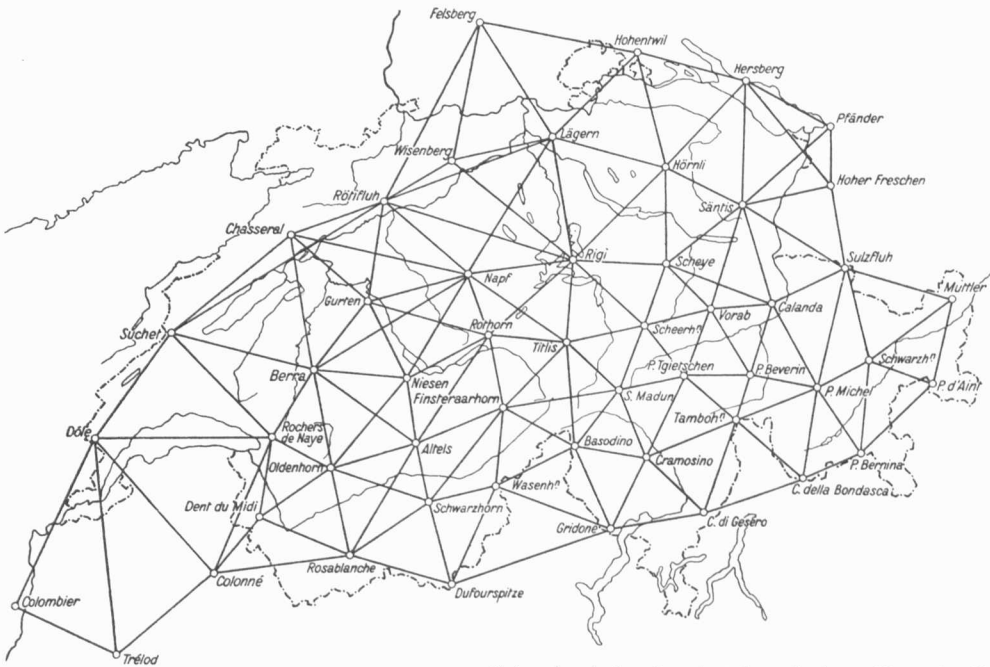 Felsberg
Hohentwil
Hersberg
Pfänder
Lägern
Wisenberg
Hörnli
Hoher Freschen
Rötifluh
Säntis
Chasseral
Rigi
Scheye
Sulzfluh
Napf
Muttler
Gurten
Vorab
Calanda
Rothorn
Scheerhⁿ
Suchet
Titlis
Schwarzhⁿ
Berra
Niesen
P. Tgietschen
P. Beverin
P. d'Aint
Finsteraarhorn
S. Madun
P. Michel
Tambohⁿ
Dôle
Rochers
de Naye
Altels
Basodino
Oldenhorn
Cramosino
P. Bernina
Wasenhⁿ
C. della Bondasca
Dent du Midi
Schwarzhorn
Gridone
C. di Gesero
Rosablanche
Colonné
Dufourspitze
Colombier
Trélod